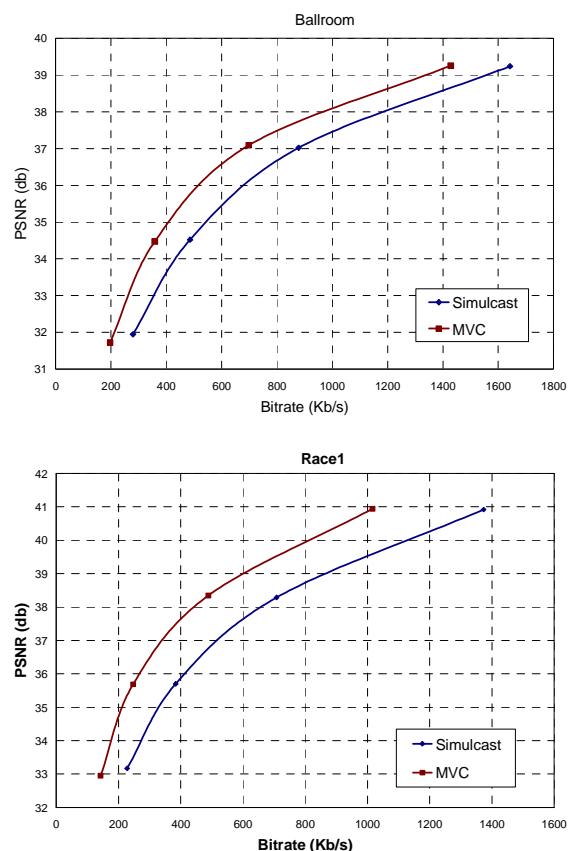 Ballroom
40
39
38
37
36
35
34
33
32
31
PSNR (db)
0 200 400 600 800 1000 1200 1400 1600 1800
Bitrate (Kb/s)
Simulcast
MVC
Race1
42
41
40
39
38
37
36
35
34
33
32
PSNR (db)
0 200 400 600 800 1000 1200 1400 1600
Bitrate (Kb/s)
Simulcast
MVC